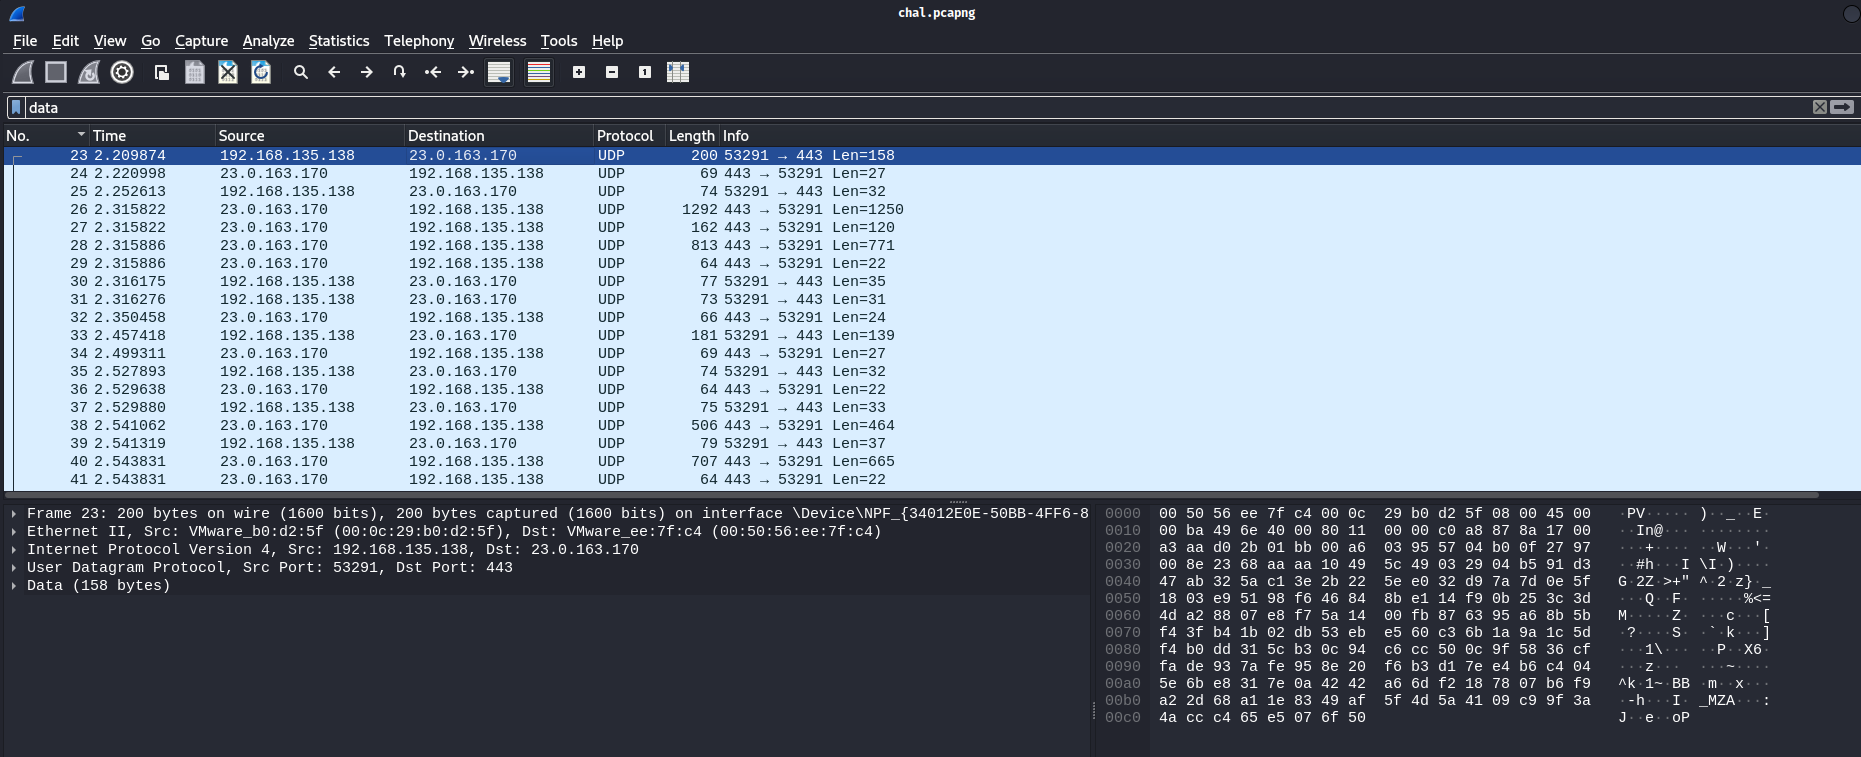 chal.pcapng
File Edit View Go Capture Analyze Statistics Telephony Wireless Tools Help
data
No. Time Source Destination Protocol Length Info
23 2.209874 192.168.135.138 23.0.163.170 UDP 200 53291 → 443 Len=158
24 2.220998 23.0.163.170 192.168.135.138 UDP 69 443 → 53291 Len=27
25 2.252613 192.168.135.138 23.0.163.170 UDP 74 53291 → 443 Len=32
26 2.315822 23.0.163.170 192.168.135.138 UDP 1292 443 → 53291 Len=1250
27 2.315822 23.0.163.170 192.168.135.138 UDP 162 443 → 53291 Len=120
28 2.315886 23.0.163.170 192.168.135.138 UDP 813 443 → 53291 Len=771
29 2.315886 23.0.163.170 192.168.135.138 UDP 64 443 → 53291 Len=22
30 2.316175 192.168.135.138 23.0.163.170 UDP 77 53291 → 443 Len=35
31 2.316276 192.168.135.138 23.0.163.170 UDP 73 53291 → 443 Len=31
32 2.350458 23.0.163.170 192.168.135.138 UDP 66 443 → 53291 Len=24
33 2.457418 192.168.135.138 23.0.163.170 UDP 181 53291 → 443 Len=139
34 2.499311 23.0.163.170 192.168.135.138 UDP 69 443 → 53291 Len=27
35 2.527893 192.168.135.138 23.0.163.170 UDP 74 53291 → 443 Len=32
36 2.529638 23.0.163.170 192.168.135.138 UDP 64 443 → 53291 Len=22
37 2.529880 192.168.135.138 23.0.163.170 UDP 75 53291 → 443 Len=33
38 2.541062 23.0.163.170 192.168.135.138 UDP 506 443 → 53291 Len=464
39 2.541319 192.168.135.138 23.0.163.170 UDP 79 53291 → 443 Len=37
40 2.543831 23.0.163.170 192.168.135.138 UDP 707 443 → 53291 Len=665
41 2.543831 23.0.163.170 192.168.135.138 UDP 64 443 → 53291 Len=22
Frame 23: 200 bytes on wire (1600 bits), 200 bytes captured (1600 bits) on interface \Device\NPF_{34012E0E-50BB-4FF6-8
Ethernet II, Src: VMware_b0:d2:5f (00:0c:29:b0:d2:5f), Dst: VMware_ee:7f:c4 (00:50:56:ee:7f:c4)
Internet Protocol Version 4, Src: 192.168.135.138, Dst: 23.0.163.170
User Datagram Protocol, Src Port: 53291, Dst Port: 443
Data (158 bytes)
0000 00 50 56 ee 7f c4 00 0c 29 b0 d2 5f 08 00 45 00 ·PV····· )··_··E·
0010 00 ba 49 6e 40 00 80 11 00 00 c0 a8 87 8a 17 00 ··In@··· ········
0020 a3 aa d0 2b 01 bb 00 a6 03 95 57 04 b0 0f 27 97 ···+···· ··W···'·
0030 00 8e 23 68 aa aa 10 49 5c 49 03 29 04 b5 91 d3 ··#h···I \I·)····
0040 47 ab 32 5a c1 3e 2b 22 5e e0 32 d9 7a 7d 0e 5f G·2Z·>+" ^·2·z}·_
0050 18 03 e9 51 98 f6 46 84 8b e1 14 f9 0b 25 3c 3d ···Q··F· ·····%<=
0060 4d a2 88 07 e8 f7 5a 14 00 fb 87 63 95 a6 8b 5b M·····Z· ···c···[
0070 f4 3f b4 1b 02 db 53 eb e5 60 c3 6b 1a 9a 1c 5d ·?····S· ·`·k···]
0080 f4 b0 dd 31 5c b3 0c 94 c6 cc 50 0c 9f 58 36 cf ···1\··· ··P··X6·
0090 fa de 93 7a fe 95 8e 20 f6 b3 d1 7e e4 b6 c4 04 ···z··· ···~····
00a0 5e 6b e8 31 7e 0a 42 42 a6 6d f2 18 78 07 b6 f9 ^k·1~·BB ·m··x···
00b0 a2 2d 68 a1 1e 83 49 af 5f 4d 5a 41 09 c9 9f 3a ·-h···I· _MZA···:
00c0 4a cc c4 65 e5 07 6f 50 J··e··oP